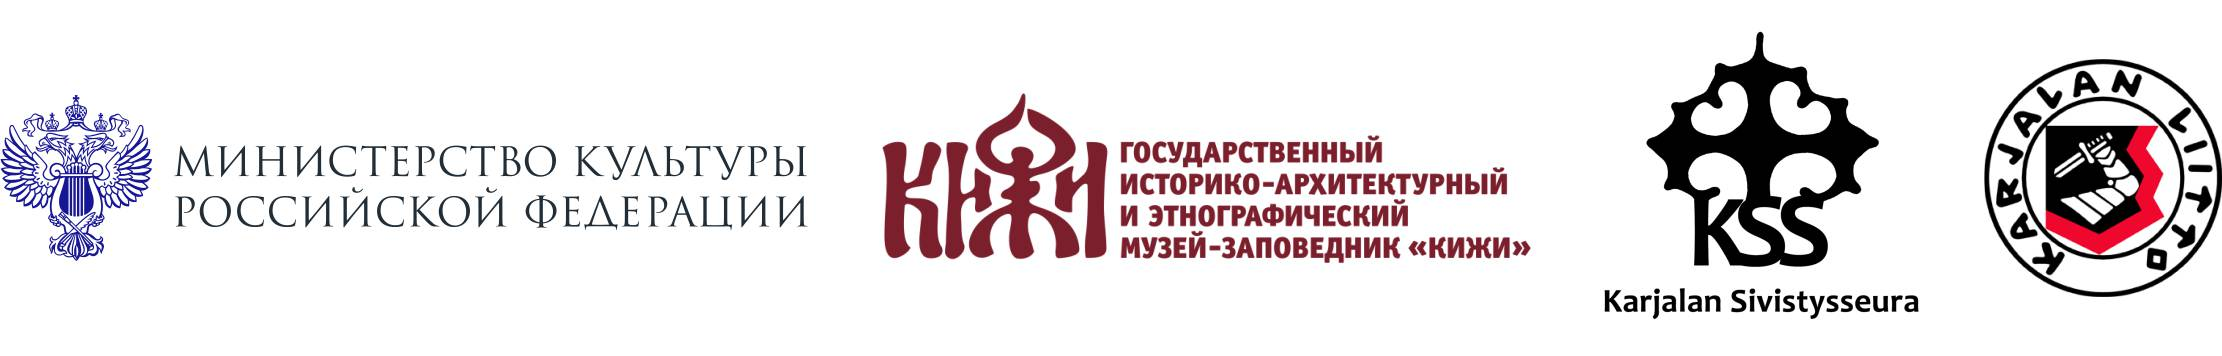 МИНИСТЕРСТВО КУЛЬТУРЫ
РОССИЙСКОЙ ФЕДЕРАЦИИ
КИЖИ
ГОСУДАРСТВЕННЫЙ
ИСТОРИКО-АРХИТЕКТУРНЫЙ
И ЭТНОГРАФИЧЕСКИЙ
МУЗЕЙ-ЗАПОВЕДНИК «КИЖИ»
KSS
Karjalan Sivistysseura
KARJALAN LIITTO